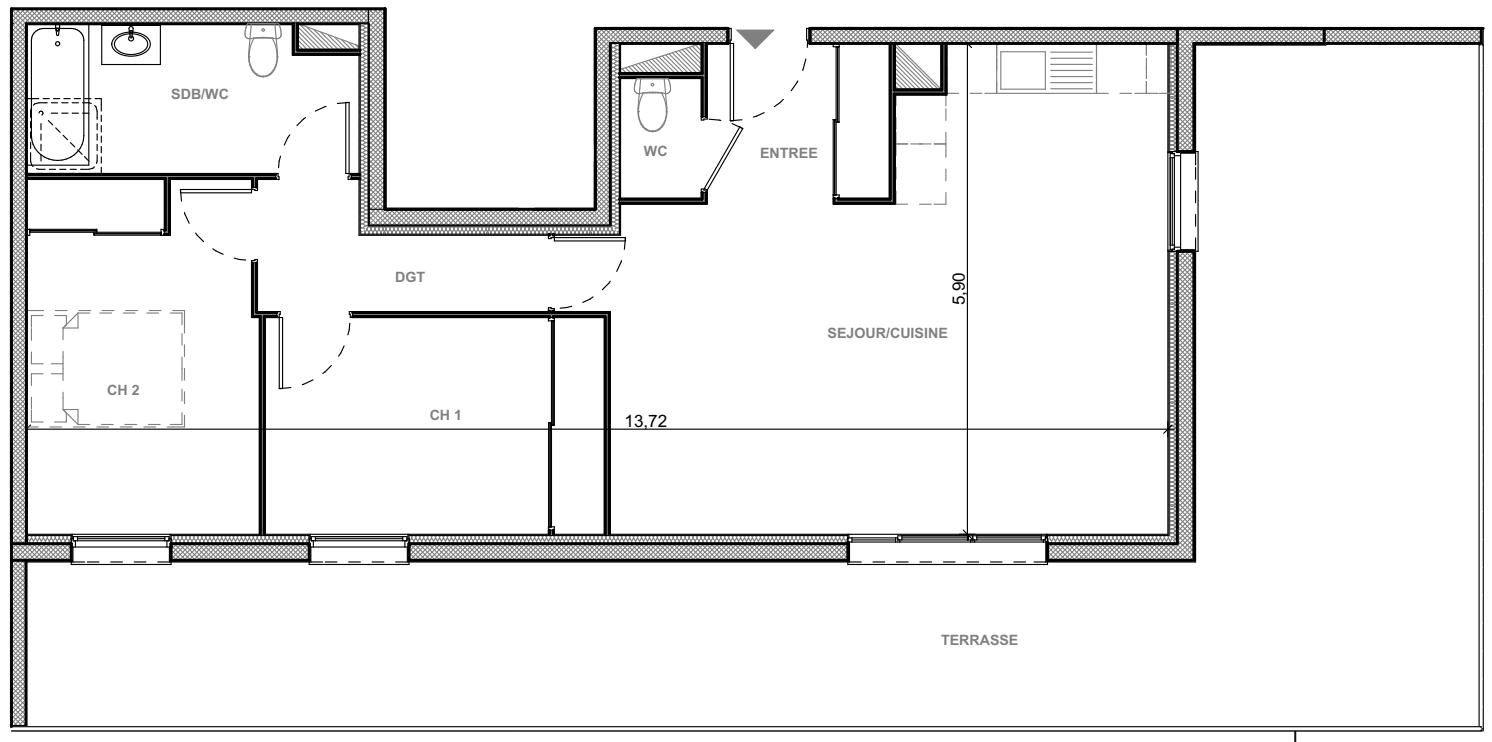 SDB/WC
WC
ENTREE
DGT
5,90
SEJOUR/CUISINE
CH 2
CH 1
13,72
TERRASSE